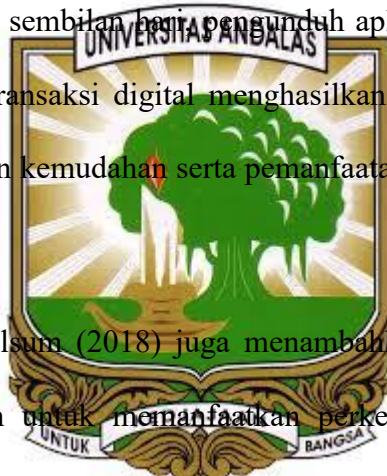 sembilan hari, pengunduh
UNIVERSITAS ANDALAS
ransaksi digital menghasilkan
n kemudahan serta pemanfaata
lsum (2018) juga menambah
untuk memanfaatkan perke
UNTUK BANGSA